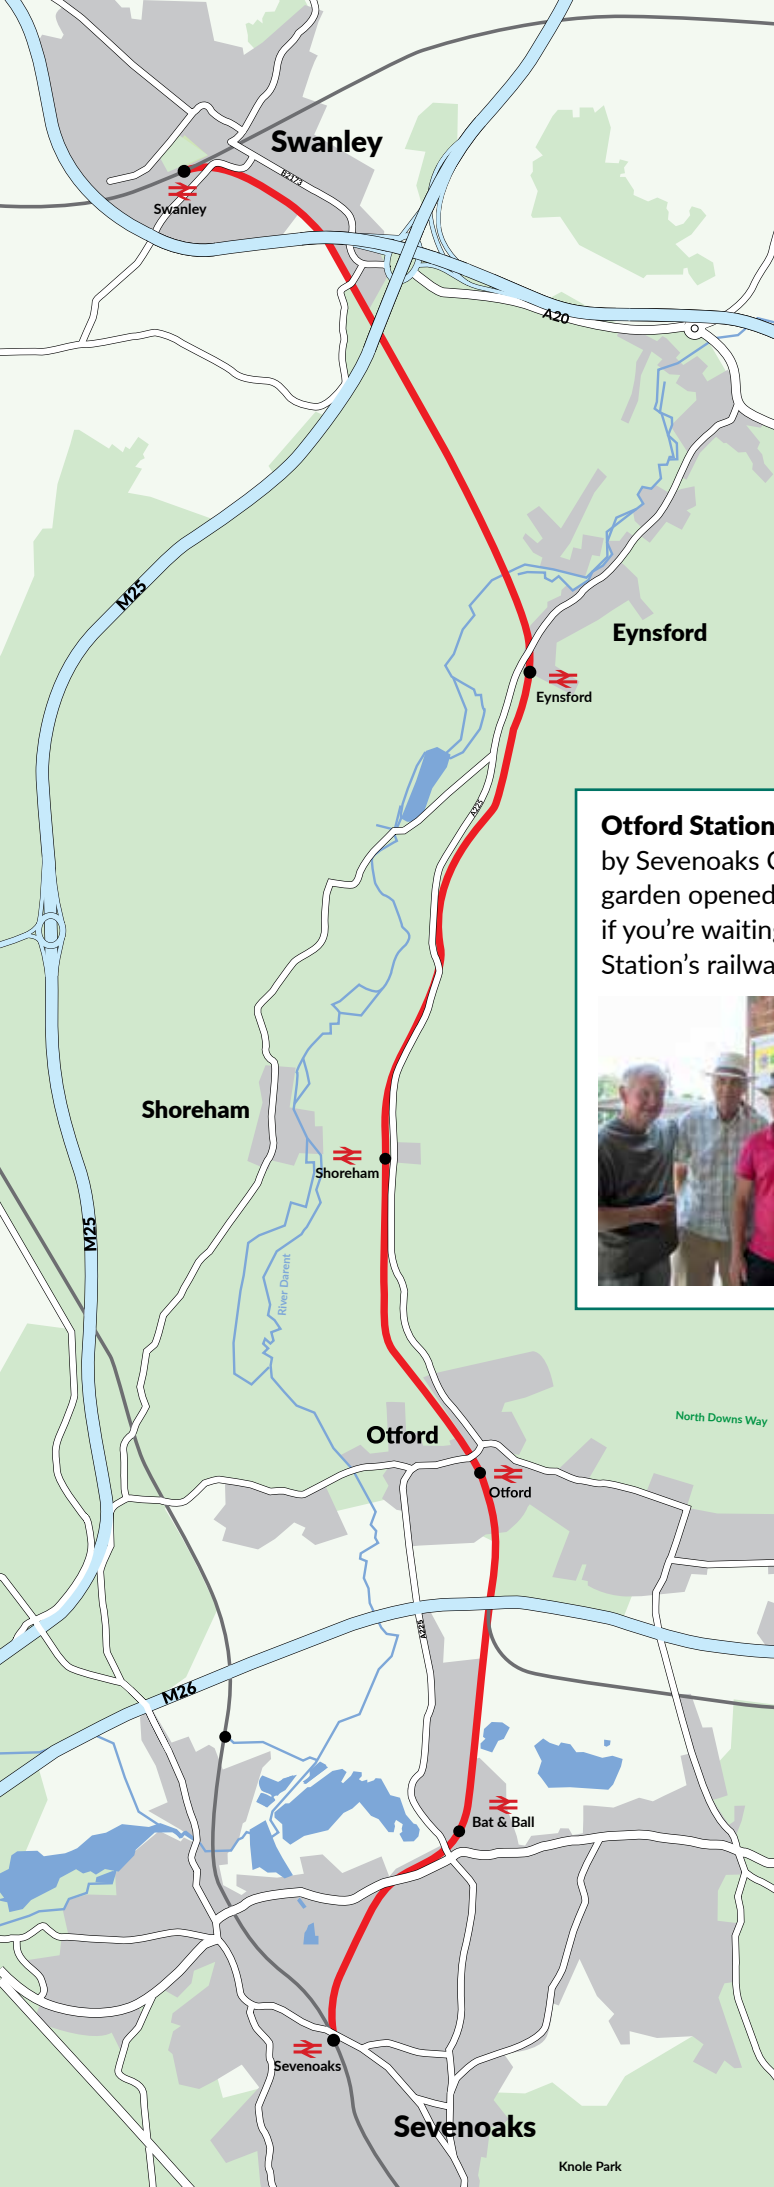 Swanley
B2173
Swanley
A20
M25
Eynsford
Eynsford
A225
Otford Station
by Sevenoaks
garden opened
if you're waiting
Station's railwa
Shoreham
Shoreham
M25
River Darent
North Downs Way
Otford
Otford
A225
M26
Bat & Ball
Sevenoaks
Sevenoaks
Knole Park